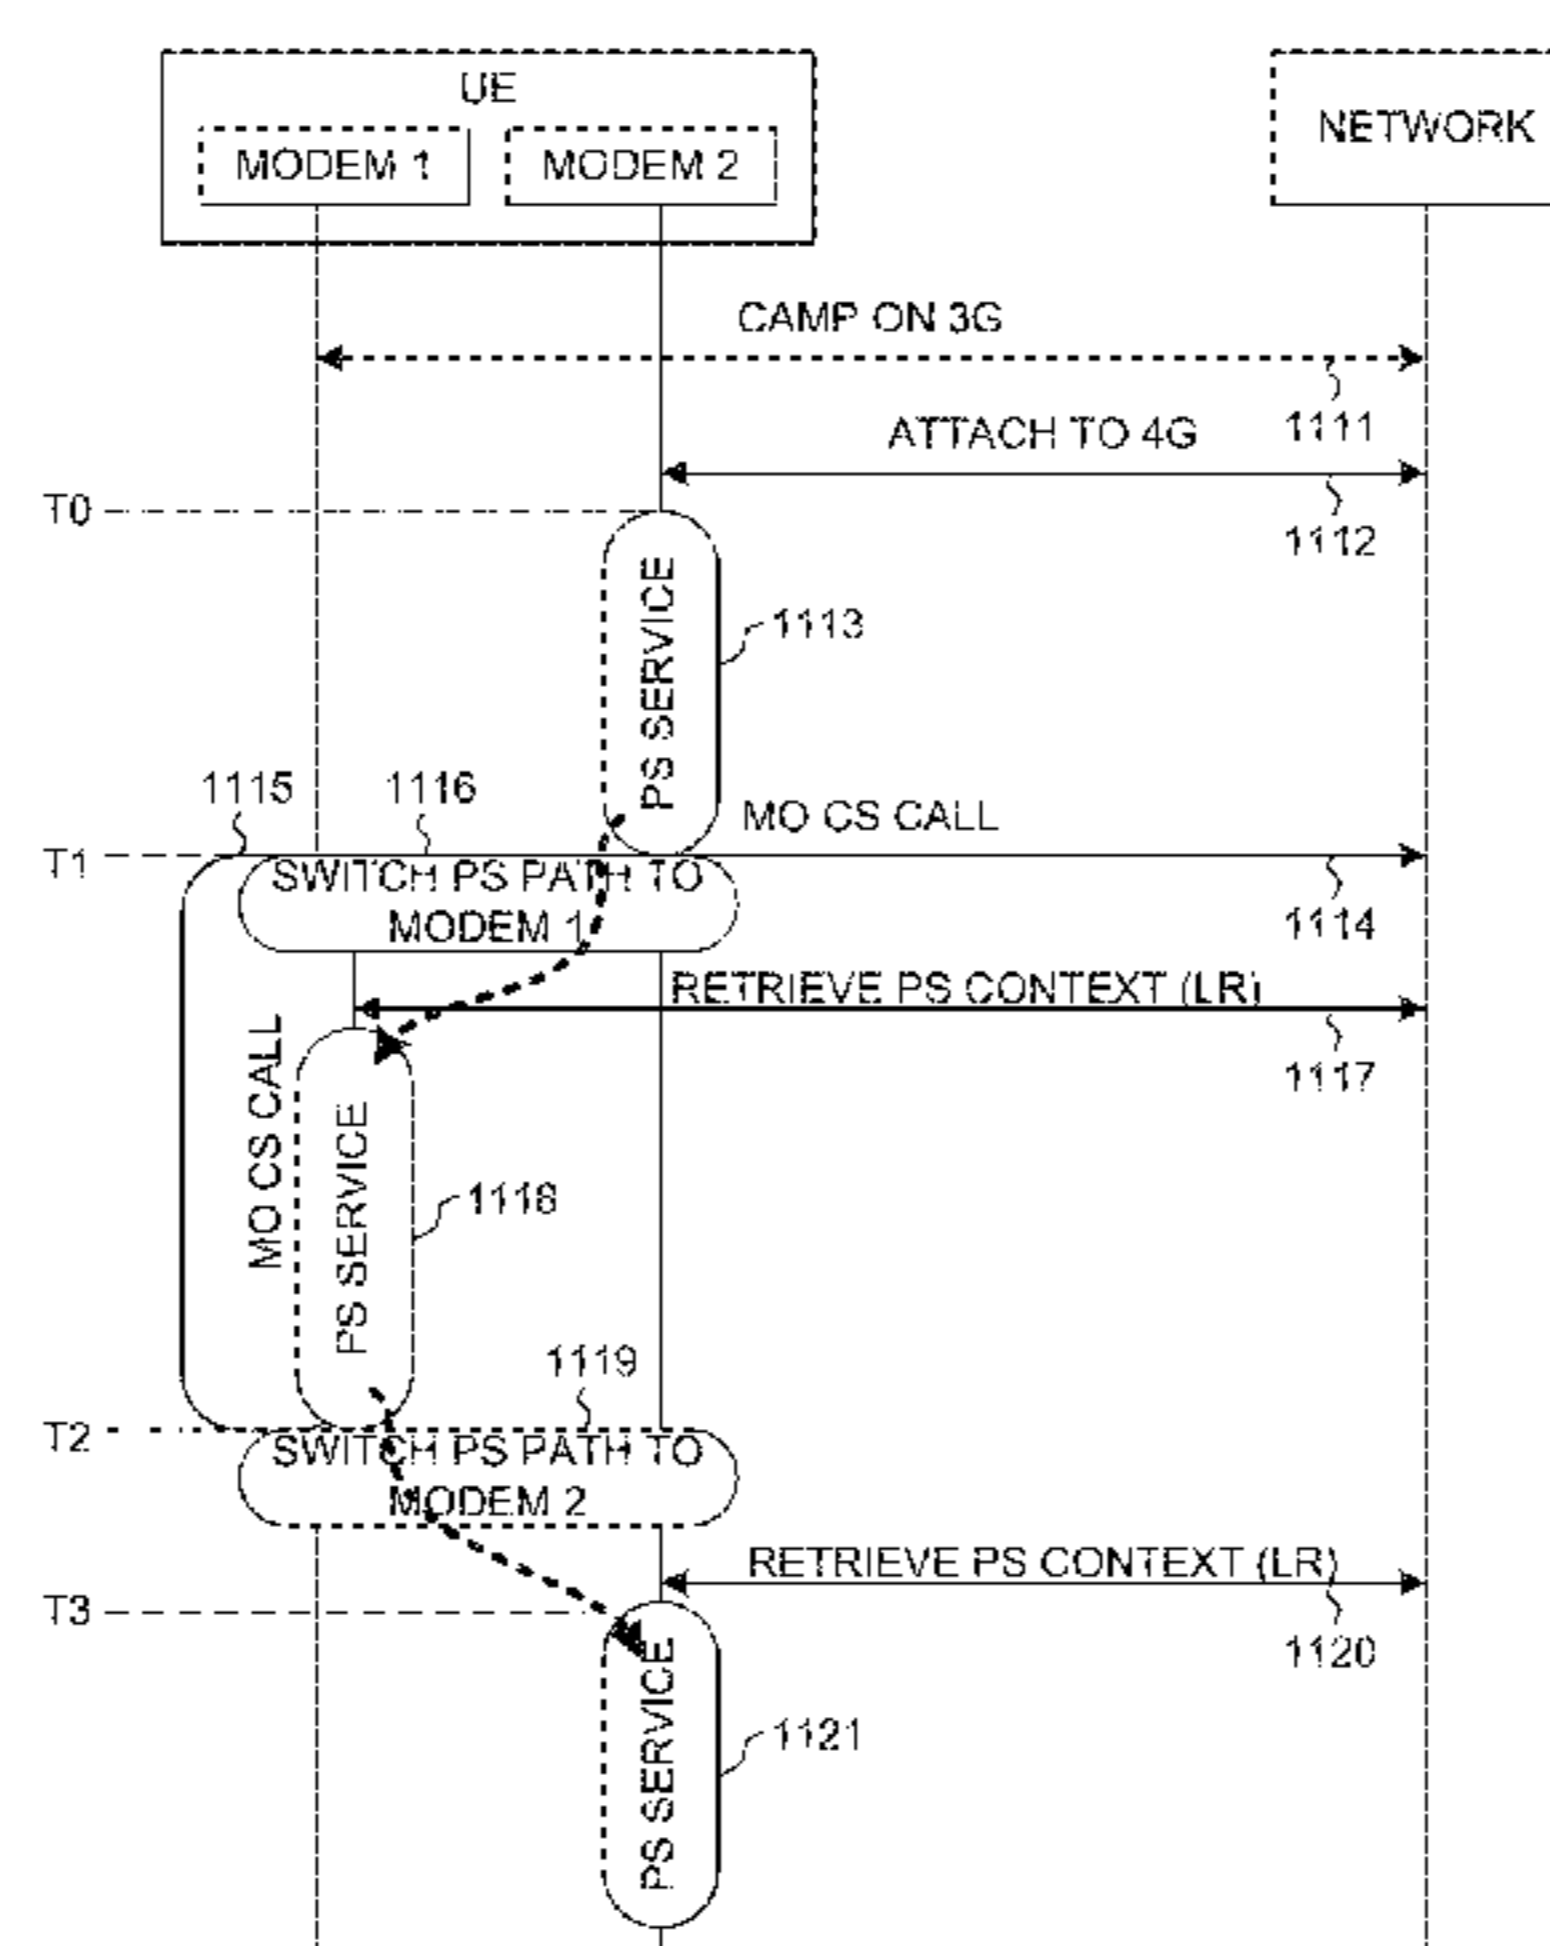 UE
MODEM 1
MODEM 2
NETWORK
CAMP ON 3G
1111
ATTACH TO 4G
1112
T0
PS SERVICE
1113
1115
1116
MO CS CALL
T1
SWITCH PS PATH TO
MODEM 1
1114
RETRIEVE PS CONTEXT (LR)
1117
MO CS CALL
PS SERVICE
1118
1119
T2
SWITCH PS PATH TO
MODEM 2
RETRIEVE PS CONTEXT (LR)
T3
1120
PS SERVICE
1121